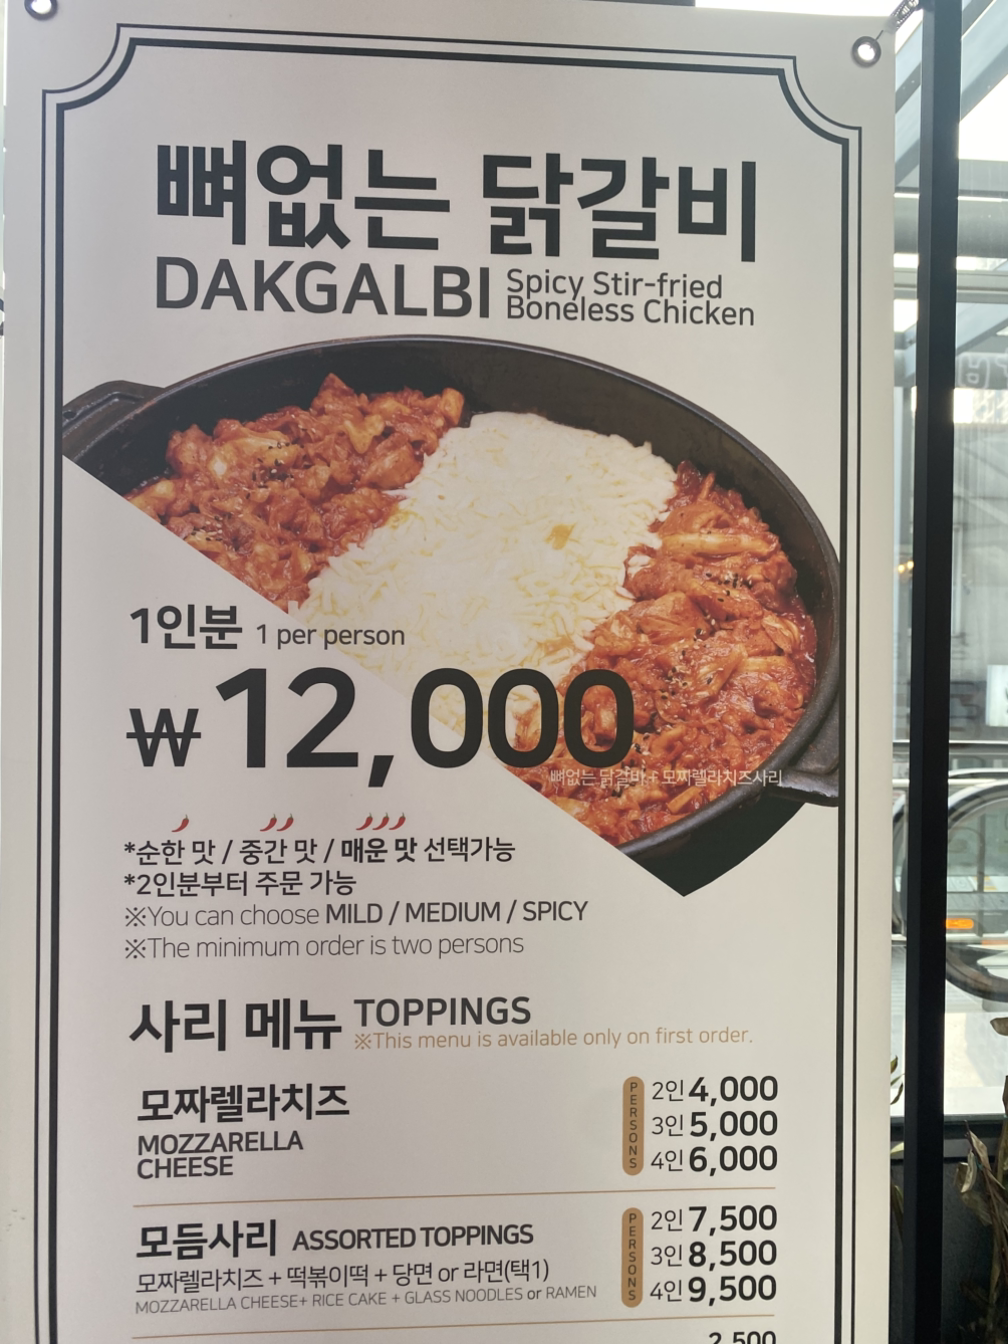 뼈없는 닭갈비
DAKGALBI Spicy Stir-fried
Boneless Chicken
1인분 1 per person
₩12,000
뼈없는 닭갈비 + 모짜렐라치즈사리
*순한 맛 / 중간 맛 / 매운 맛 선택가능
*2인분부터 주문 가능
※You can choose MILD / MEDIUM / SPICY
※The minimum order is two persons
사리 메뉴 TOPPINGS
※This menu is available only on first order.
모짜렐라치즈
MOZZARELLA
CHEESE
PERSONS
2인 4,000
3인 5,000
4인 6,000
모듬사리 ASSORTED TOPPINGS
모짜렐라치즈 + 떡볶이떡 + 당면 or 라면(택1)
MOZZARELLA CHEESE+ RICE CAKE + GLASS NOODLES or RAMEN
PERSONS
2인 7,500
3인 8,500
4인 9,500
2,500